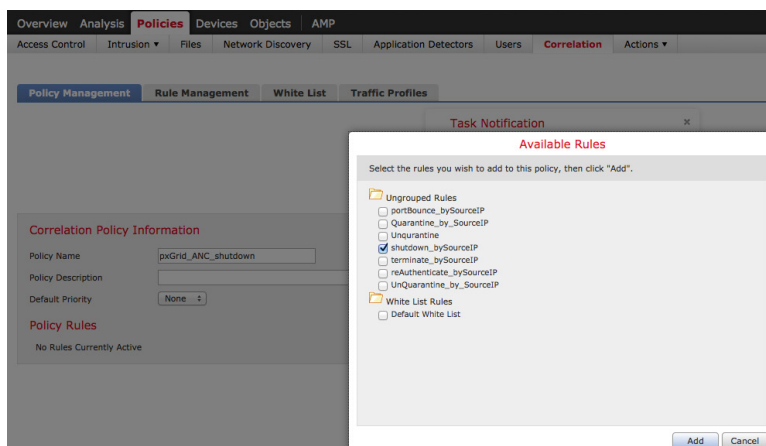 Overview Analysis Policies Devices Objects AMP
Access Control Intrusion ▼ Files Network Discovery SSL Application Detectors Users Correlation Actions ▼
Policy Management Rule Management White List Traffic Profiles
Task Notification ×
Available Rules
Select the rules you wish to add to this policy, then click "Add".
Ungrouped Rules
portBounce_bySourceIP
Quarantine_by_SourceIP
Unqurantine
shutdown_bySourceIP
terminate_bySourceIP
reAuthenticate_bySourceIP
UnQuarantine_by_SourceIP
White List Rules
Default White List
Add Cancel
Correlation Policy Information
Policy Name pxGrid_ANC_shutdown
Policy Description
Default Priority None
Policy Rules
No Rules Currently Active